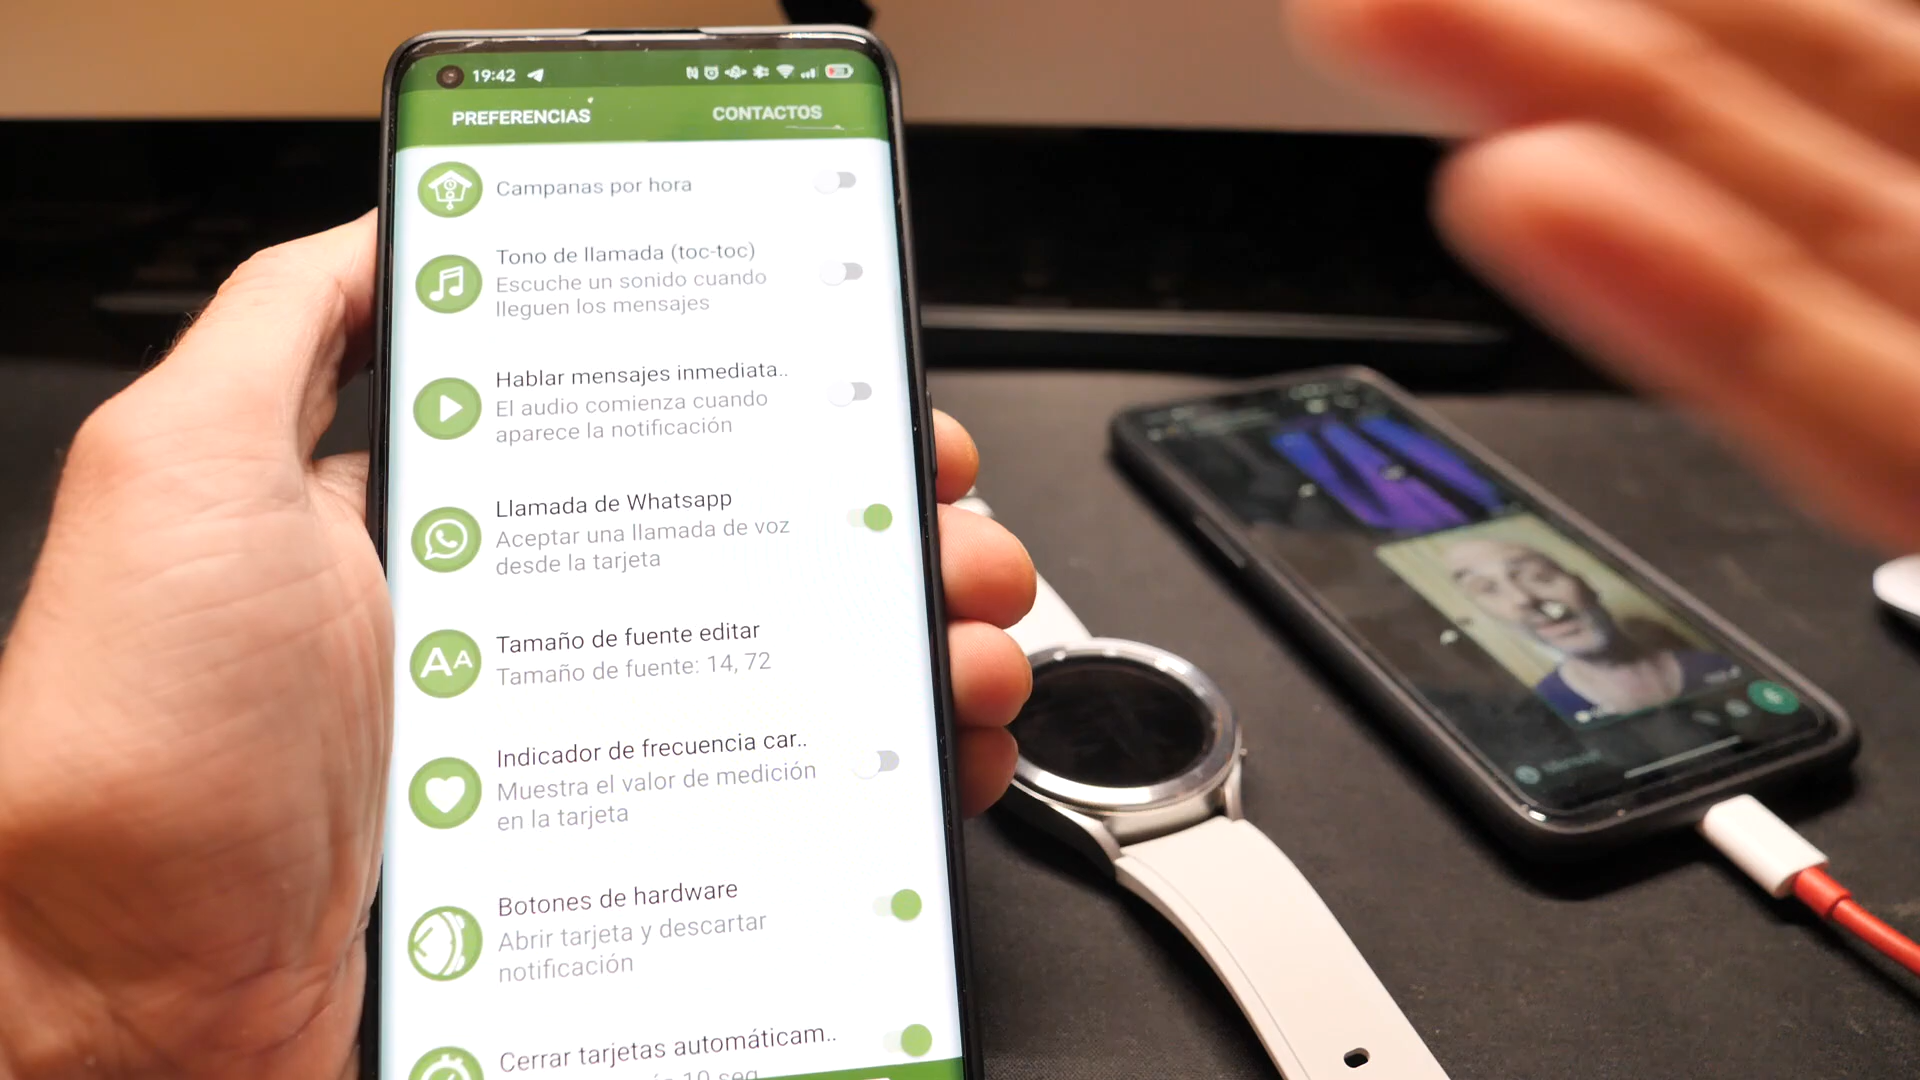 19:42
PREFERENCIAS CONTACTOS
Campanas por hora
Tono de llamada (toc-toc)
Escuche un sonido cuando
lleguen los mensajes
Hablar mensajes inmediata..
El audio comienza cuando
aparece la notificación
Llamada de Whatsapp
Aceptar una llamada de voz
desde la tarjeta
Tamaño de fuente editar
Tamaño de fuente: 14, 72
Indicador de frecuencia car..
Muestra el valor de medición
en la tarjeta
Botones de hardware
Abrir tarjeta y descartar
notificación
Cerrar tarjetas automáticam..
10 seg